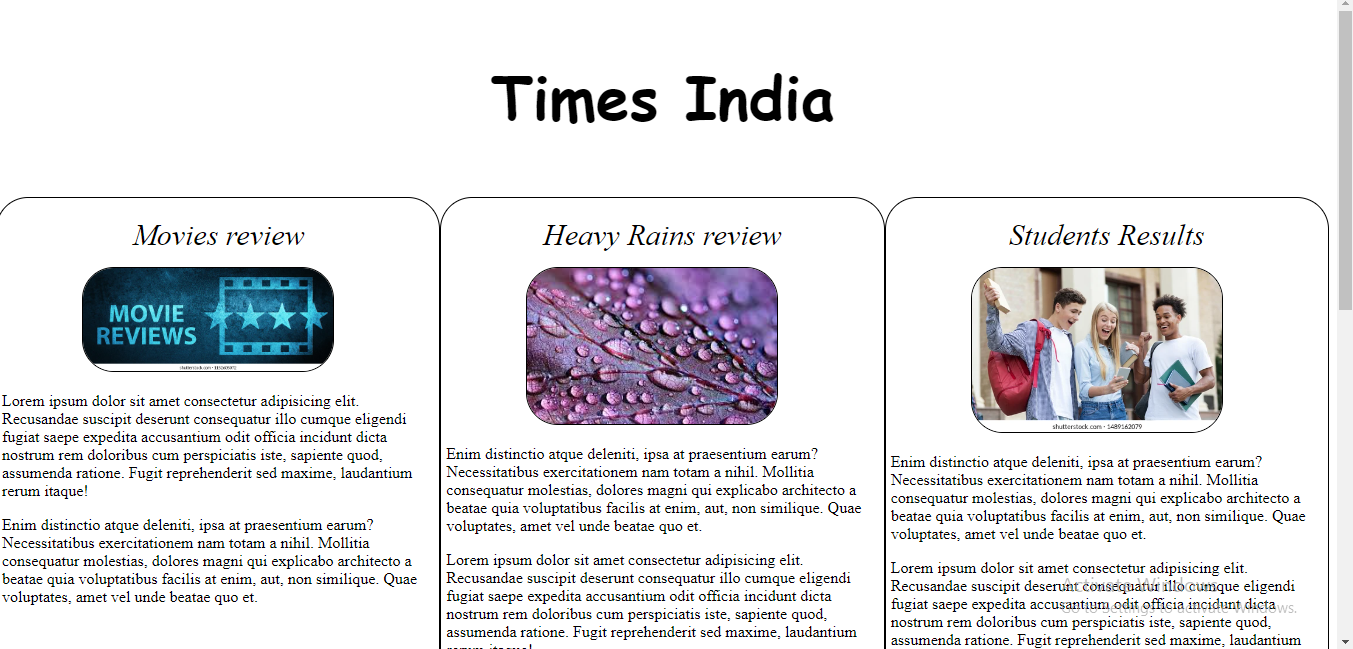 Times India
Movies review
MOVIE
REVIEWS
Lorem ipsum dolor sit amet consectetur adipisicing elit.
Recusandae suscipit deserunt consequatur illo cumque eligendi
fugiat saepe expedita accusantium odit officia incidunt dicta
nostrum rem doloribus cum perspiciatis iste, sapiente quod,
assumenda ratione. Fugit reprehenderit sed maxime, laudantium
rerum itaque!
Enim distinctio atque deleniti, ipsa at praesentium earum?
Necessitatibus exercitationem nam totam a nihil. Mollitia
consequatur molestias, dolores magni qui explicabo architecto a
beatae quia voluptatibus facilis at enim, aut, non similique. Quae
voluptates, amet vel unde beatae quo et.
Heavy Rains review
Enim distinctio atque deleniti, ipsa at praesentium earum?
Necessitatibus exercitationem nam totam a nihil. Mollitia
consequatur molestias, dolores magni qui explicabo architecto a
beatae quia voluptatibus facilis at enim, aut, non similique. Quae
voluptates, amet vel unde beatae quo et.
Lorem ipsum dolor sit amet consectetur adipisicing elit.
Recusandae suscipit deserunt consequatur illo cumque eligendi
fugiat saepe expedita accusantium odit officia incidunt dicta
nostrum rem doloribus cum perspiciatis iste, sapiente quod,
assumenda ratione. Fugit reprehenderit sed maxime, laudantium
Students Results
shutterstock.com · 1489162079
Enim distinctio atque deleniti, ipsa at praesentium earum?
Necessitatibus exercitationem nam totam a nihil. Mollitia
consequatur molestias, dolores magni qui explicabo architecto a
beatae quia voluptatibus facilis at enim, aut, non similique. Quae
voluptates, amet vel unde beatae quo et.
Lorem ipsum dolor sit amet consectetur adipisicing elit.
Recusandae suscipit deserunt consequatur illo cumque eligendi
fugiat saepe expedita accusantium odit officia incidunt dicta
nostrum rem doloribus cum perspiciatis iste, sapiente quod,
assumenda ratione. Fugit reprehenderit sed maxime, laudantium
Activate Windows
Go to Settings to activate Windows.